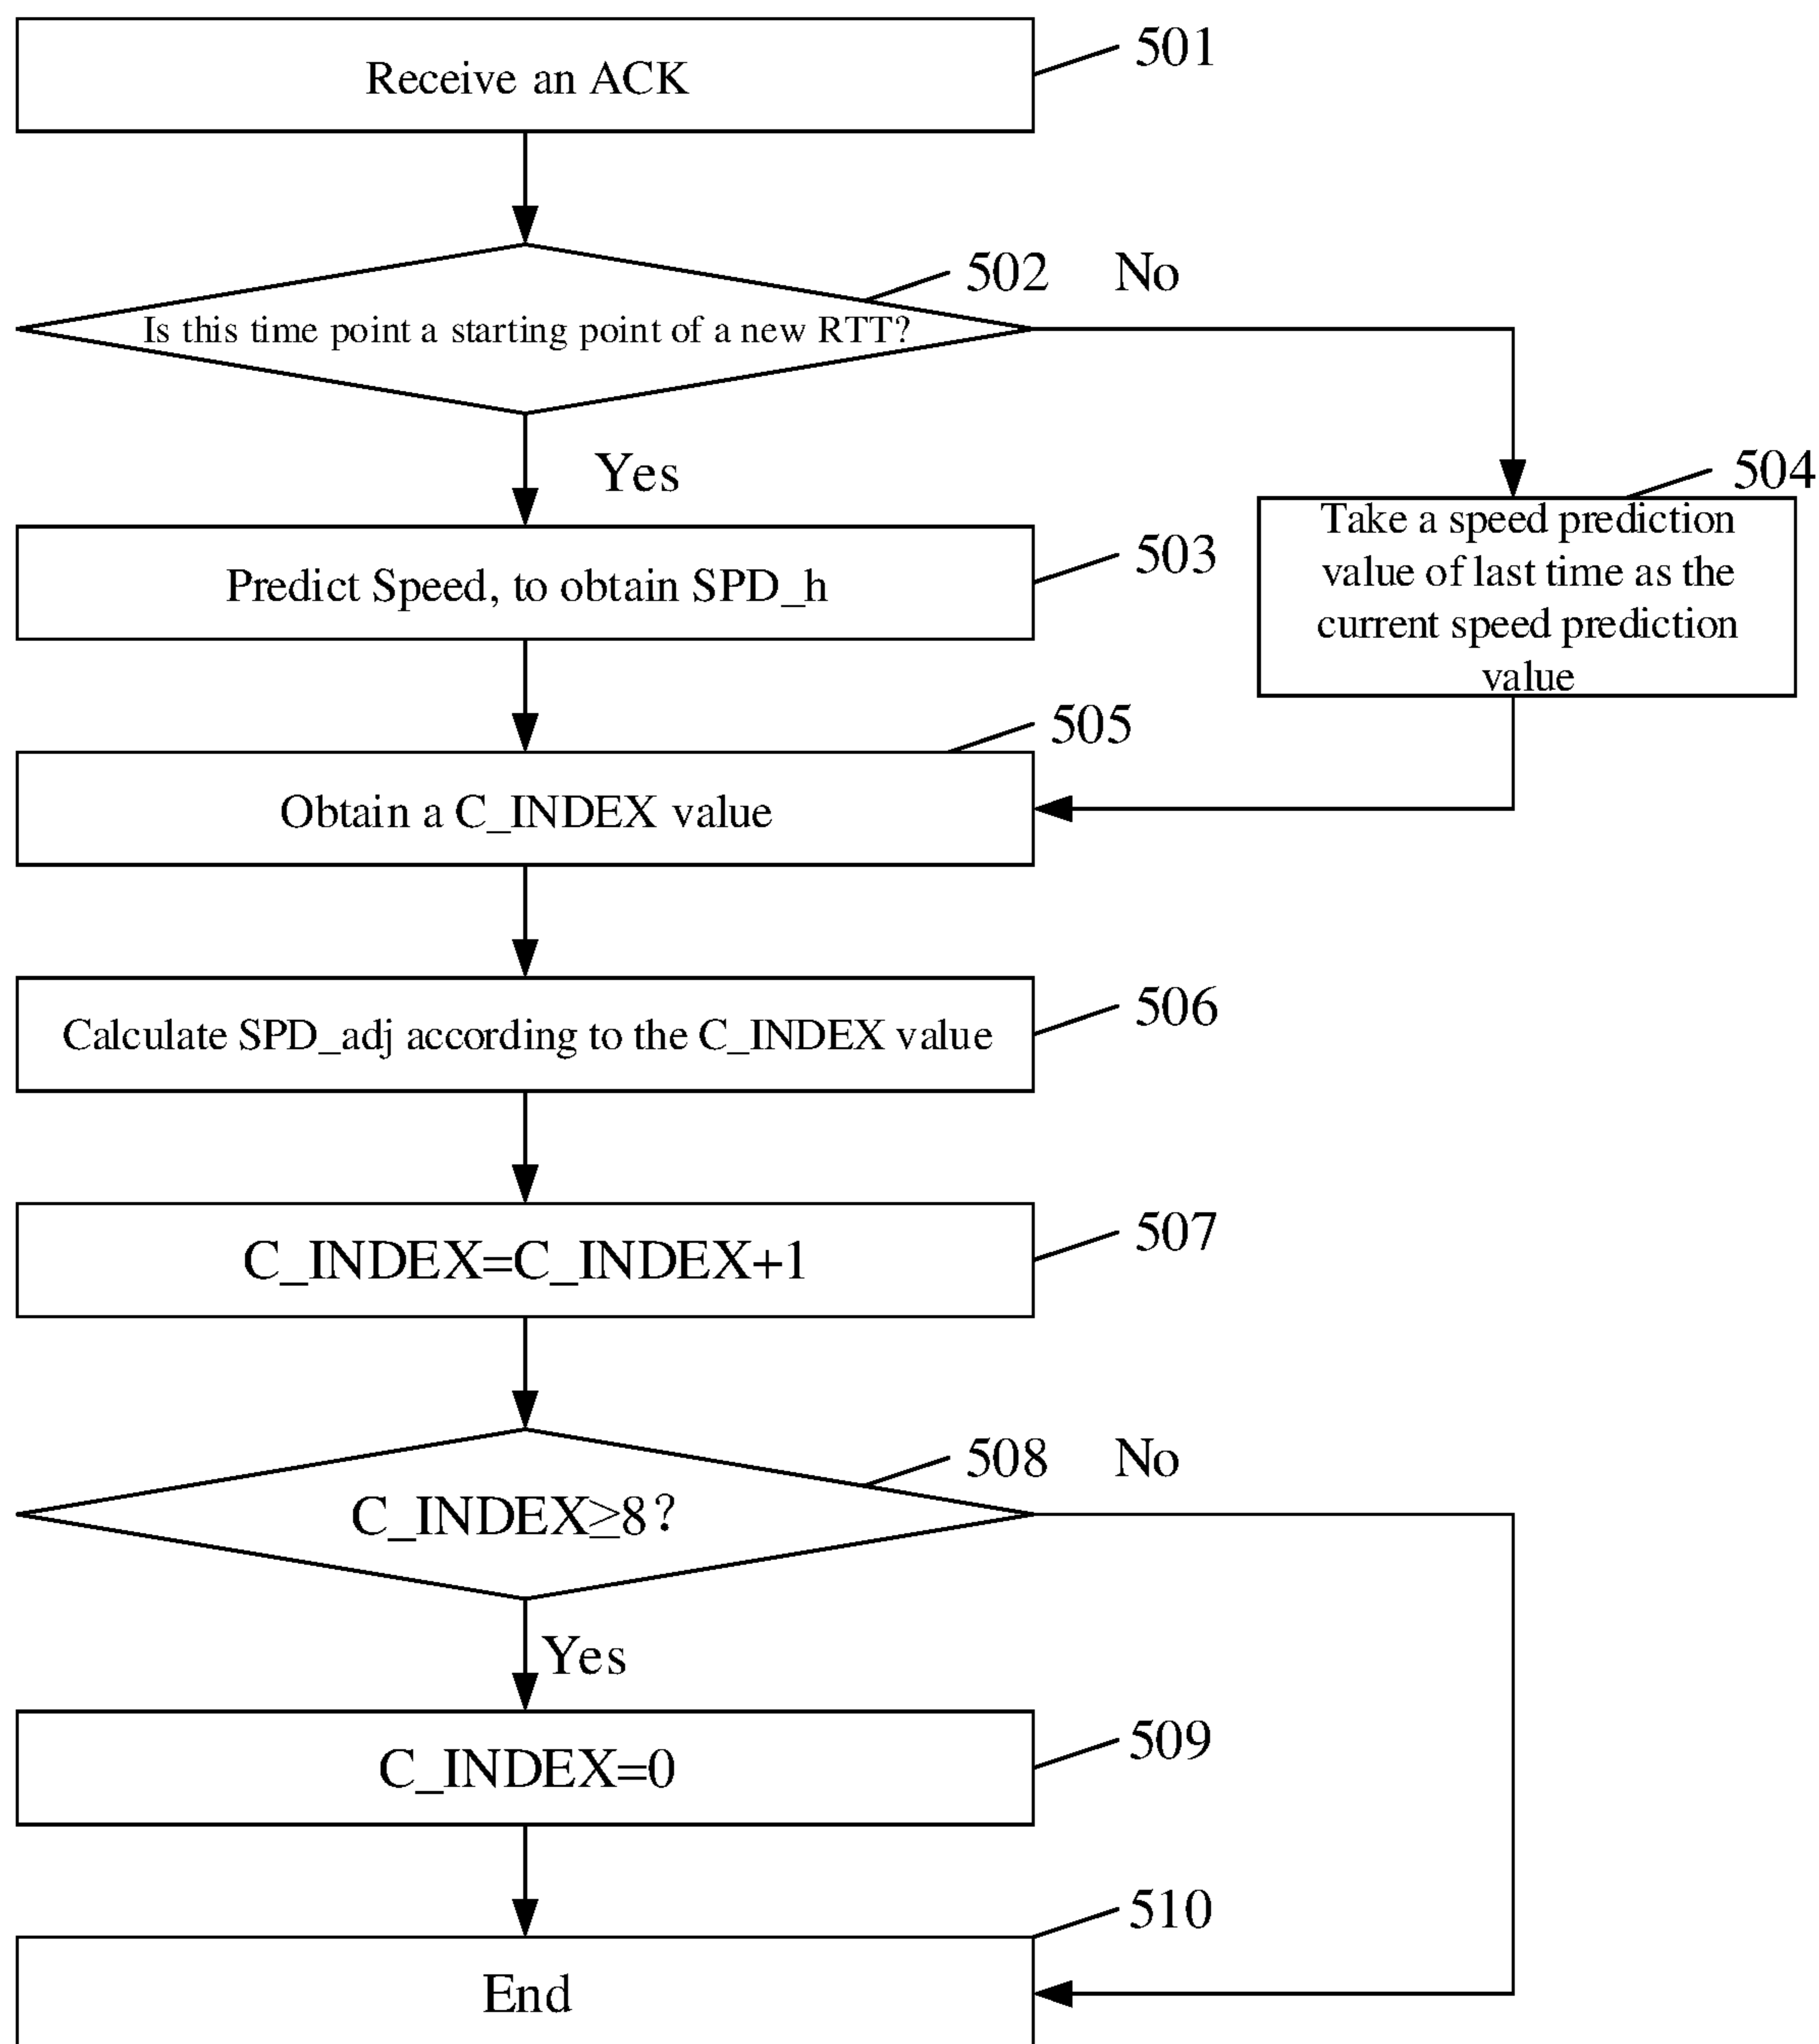 Receive an ACK
501
Is this time point a starting point of a new RTT?
502
No
Yes
Predict Speed, to obtain SPD_h
503
504
Take a speed prediction
value of last time as the
current speed prediction
value
505
Obtain a C_INDEX value
Calculate SPD_adj according to the C_INDEX value
506
C_INDEX=C_INDEX+1
507
508
No
C_INDEX≥8?
Yes
C_INDEX=0
509
510
End